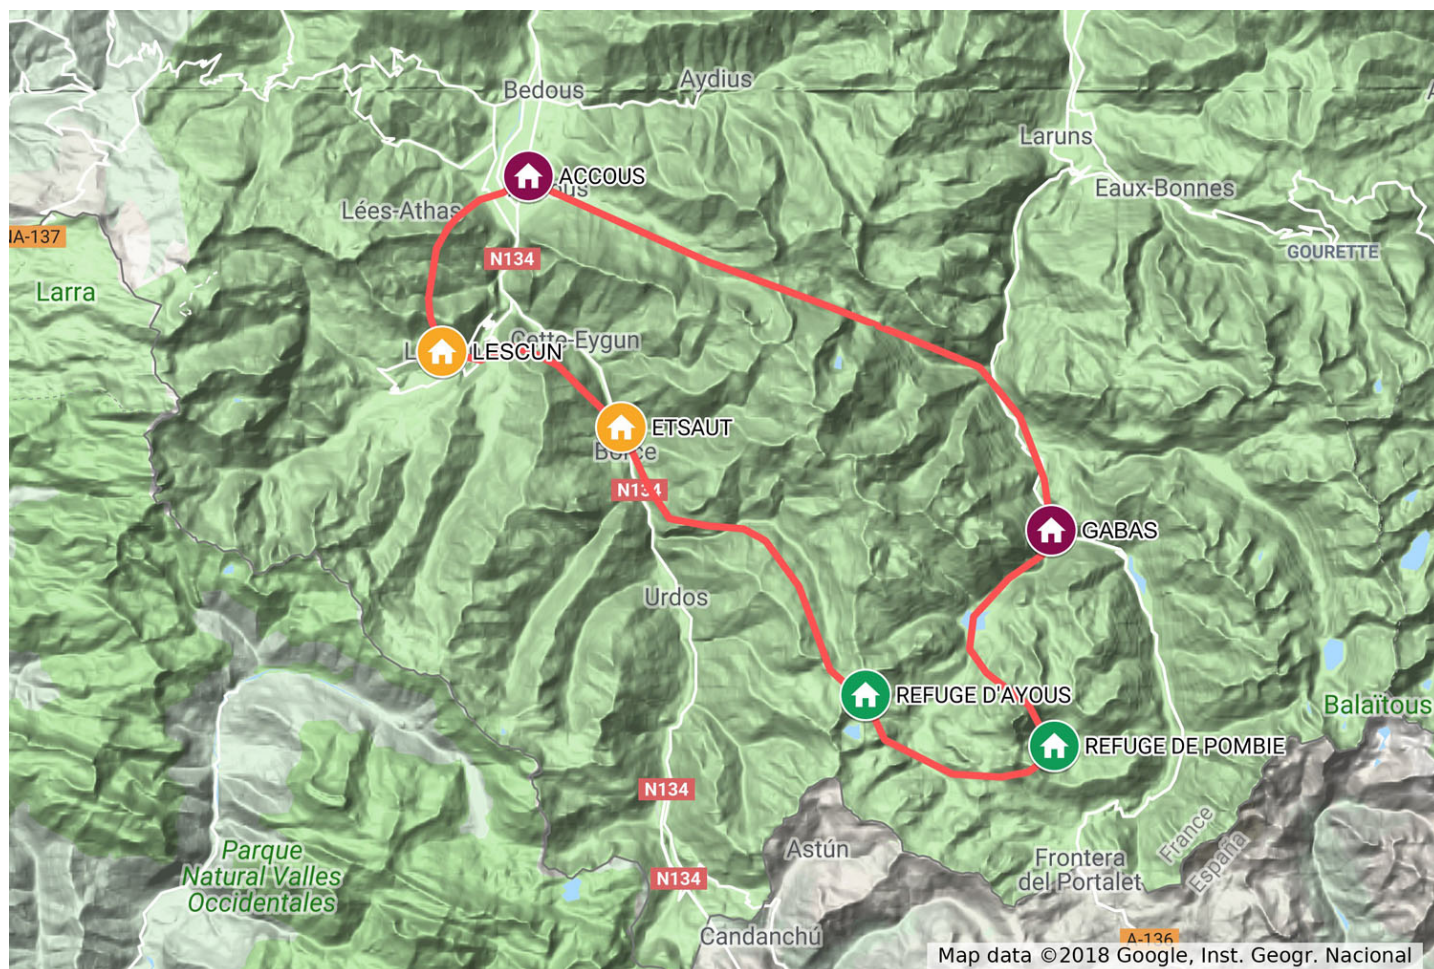 Bedous
Aydius
Laruns
ACCOUS
Eaux-Bonnes
Lées-Athas
NA-137
N134
GOURETTE
Larra
Cette-Eygun
LESCUN
ETSAUT
Borce
N134
GABAS
Urdos
REFUGE D'AYOUS
Balaïtous
REFUGE DE POMBIE
N134
Parque
Natural Valles
Occidentales
Astún
France
España
Frontera
del Portalet
N134
Candanchú
A-136
Map data ©2018 Google, Inst. Geogr. Nacional